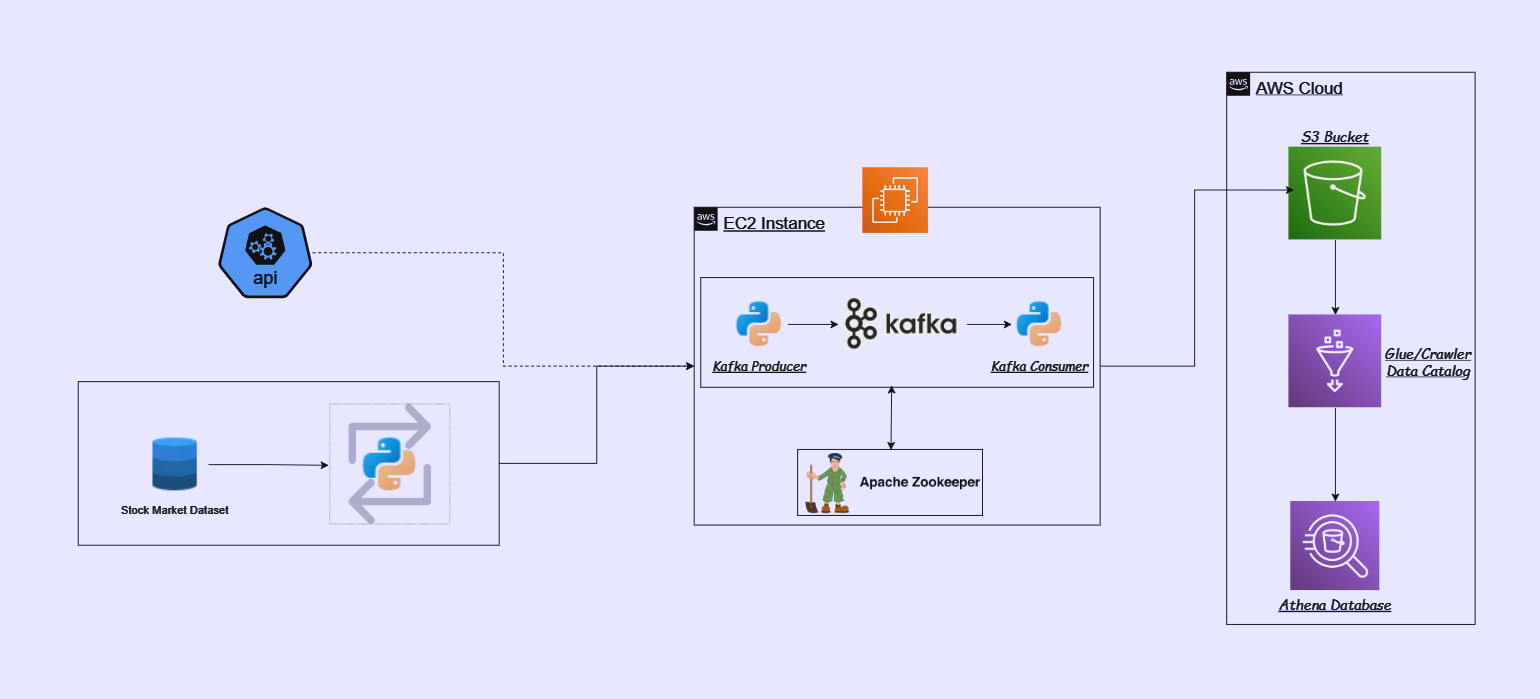 aws
AWS Cloud
S3 Bucket
aws
EC2 Instance
api
kafka
Kafka Producer
Kafka Consumer
Glue/Crawler
Data Catalog
Stock Market Dataset
Apache Zookeeper
Athena Database